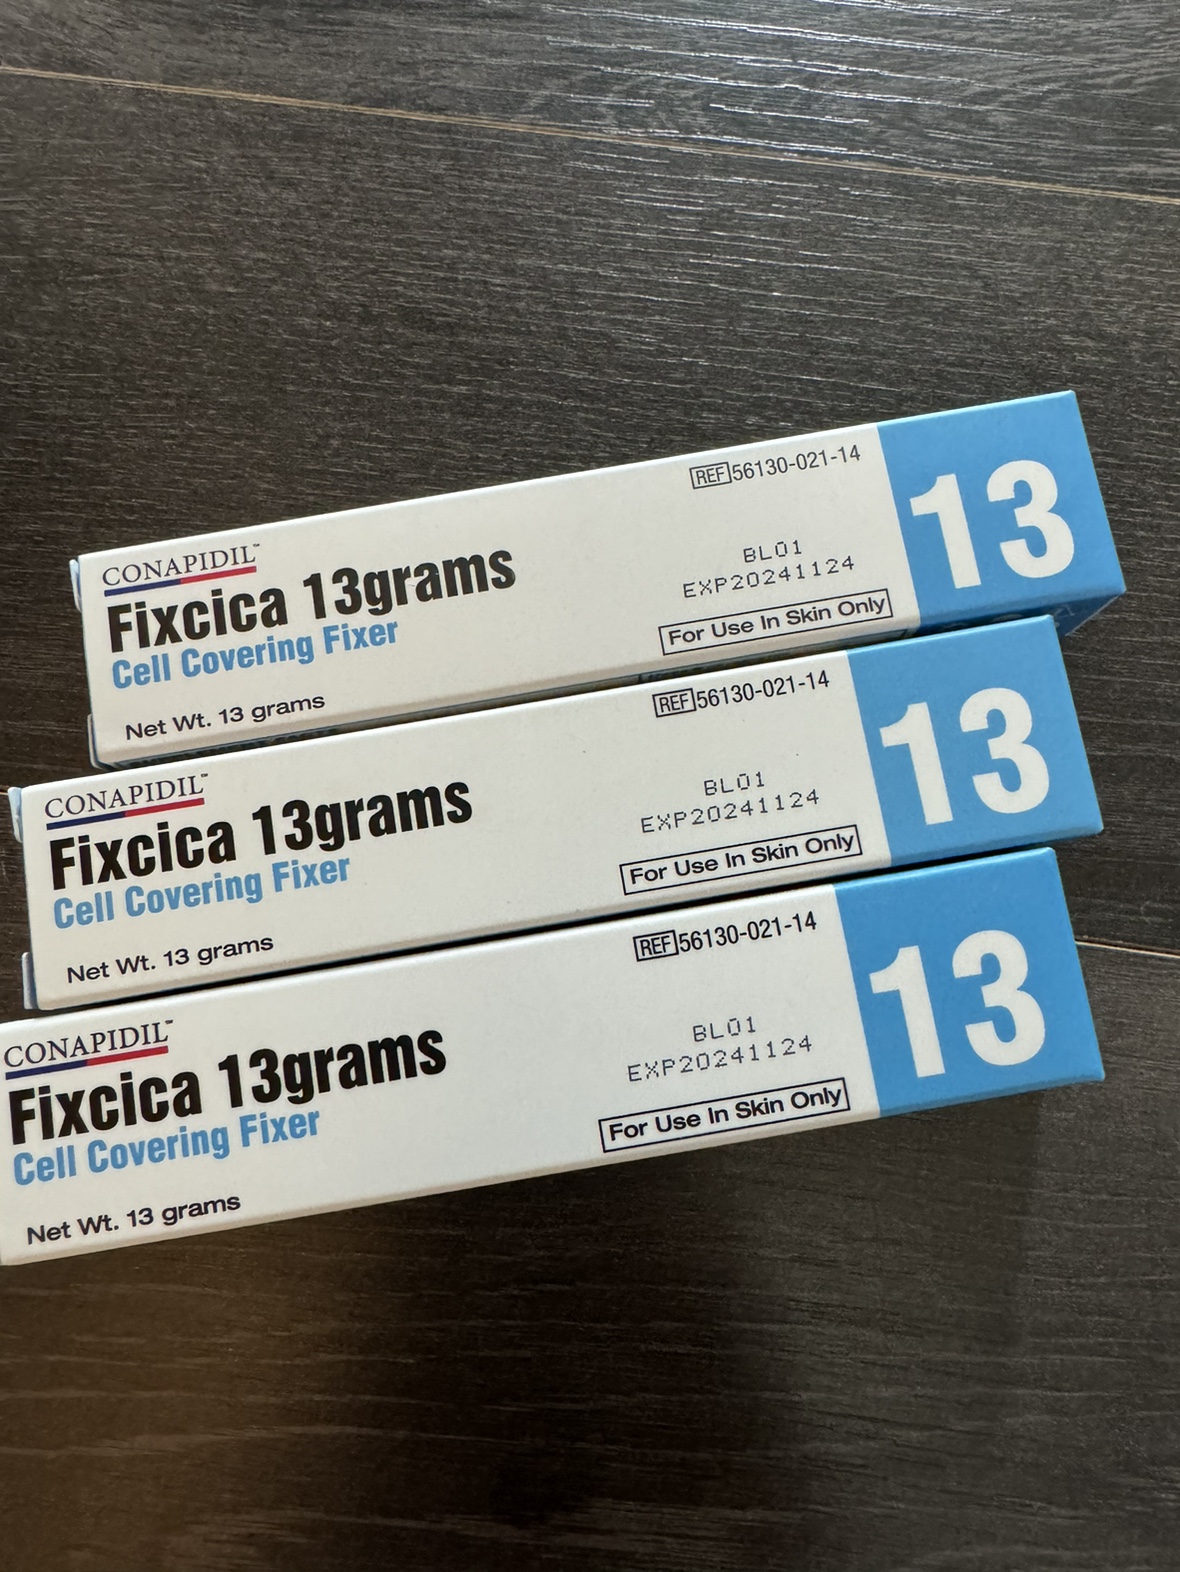 CONAPIDIL™
Fixcica 13grams
Cell Covering Fixer
Net Wt. 13 grams
REF 56130-021-14
BL01
EXP20241124
For Use In Skin Only
13
CONAPIDIL™
Fixcica 13grams
Cell Covering Fixer
Net Wt. 13 grams
REF 56130-021-14
BL01
EXP20241124
For Use In Skin Only
13
CONAPIDIL™
Fixcica 13grams
Cell Covering Fixer
Net Wt. 13 grams
REF 56130-021-14
BL01
EXP20241124
For Use In Skin Only
13